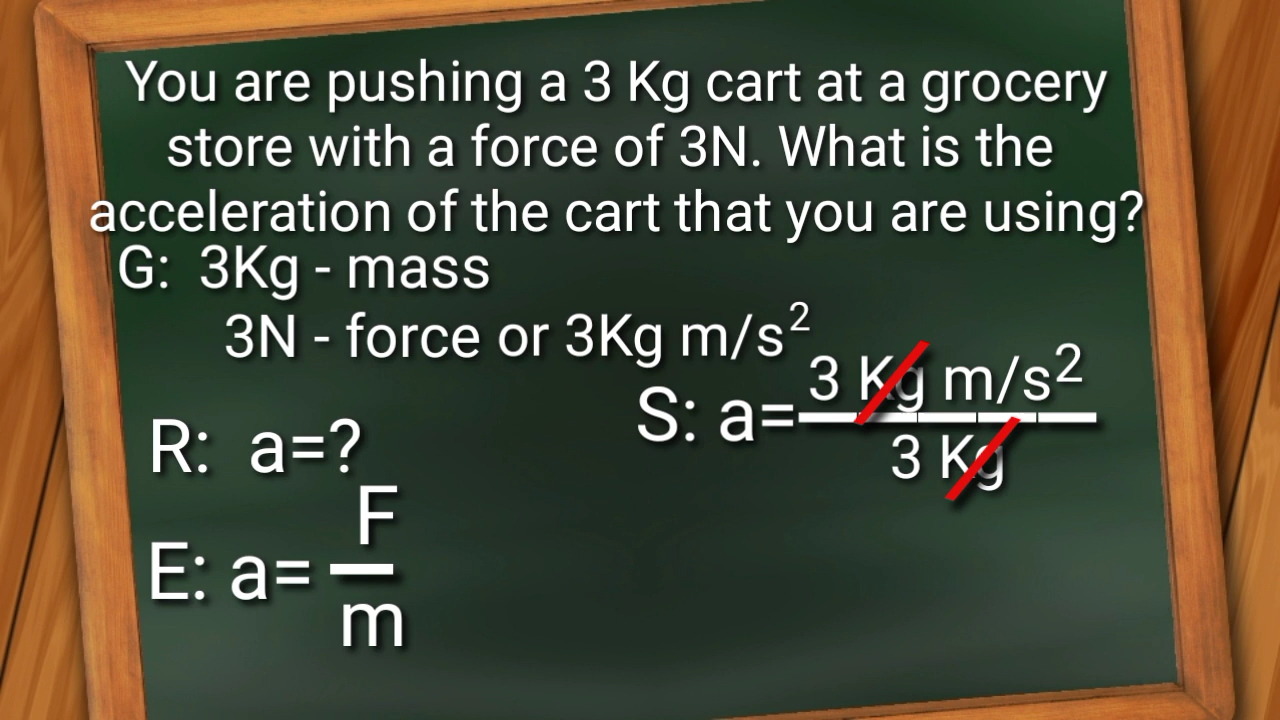 You are pushing a 3 Kg cart at a grocery
store with a force of 3N. What is the
acceleration of the cart that you are using?
G: 3Kg - mass
3N - force or 3Kg m/s²
R: a=?
E: a= F
m
S: a= 3 Kg m/s²
3 Kg